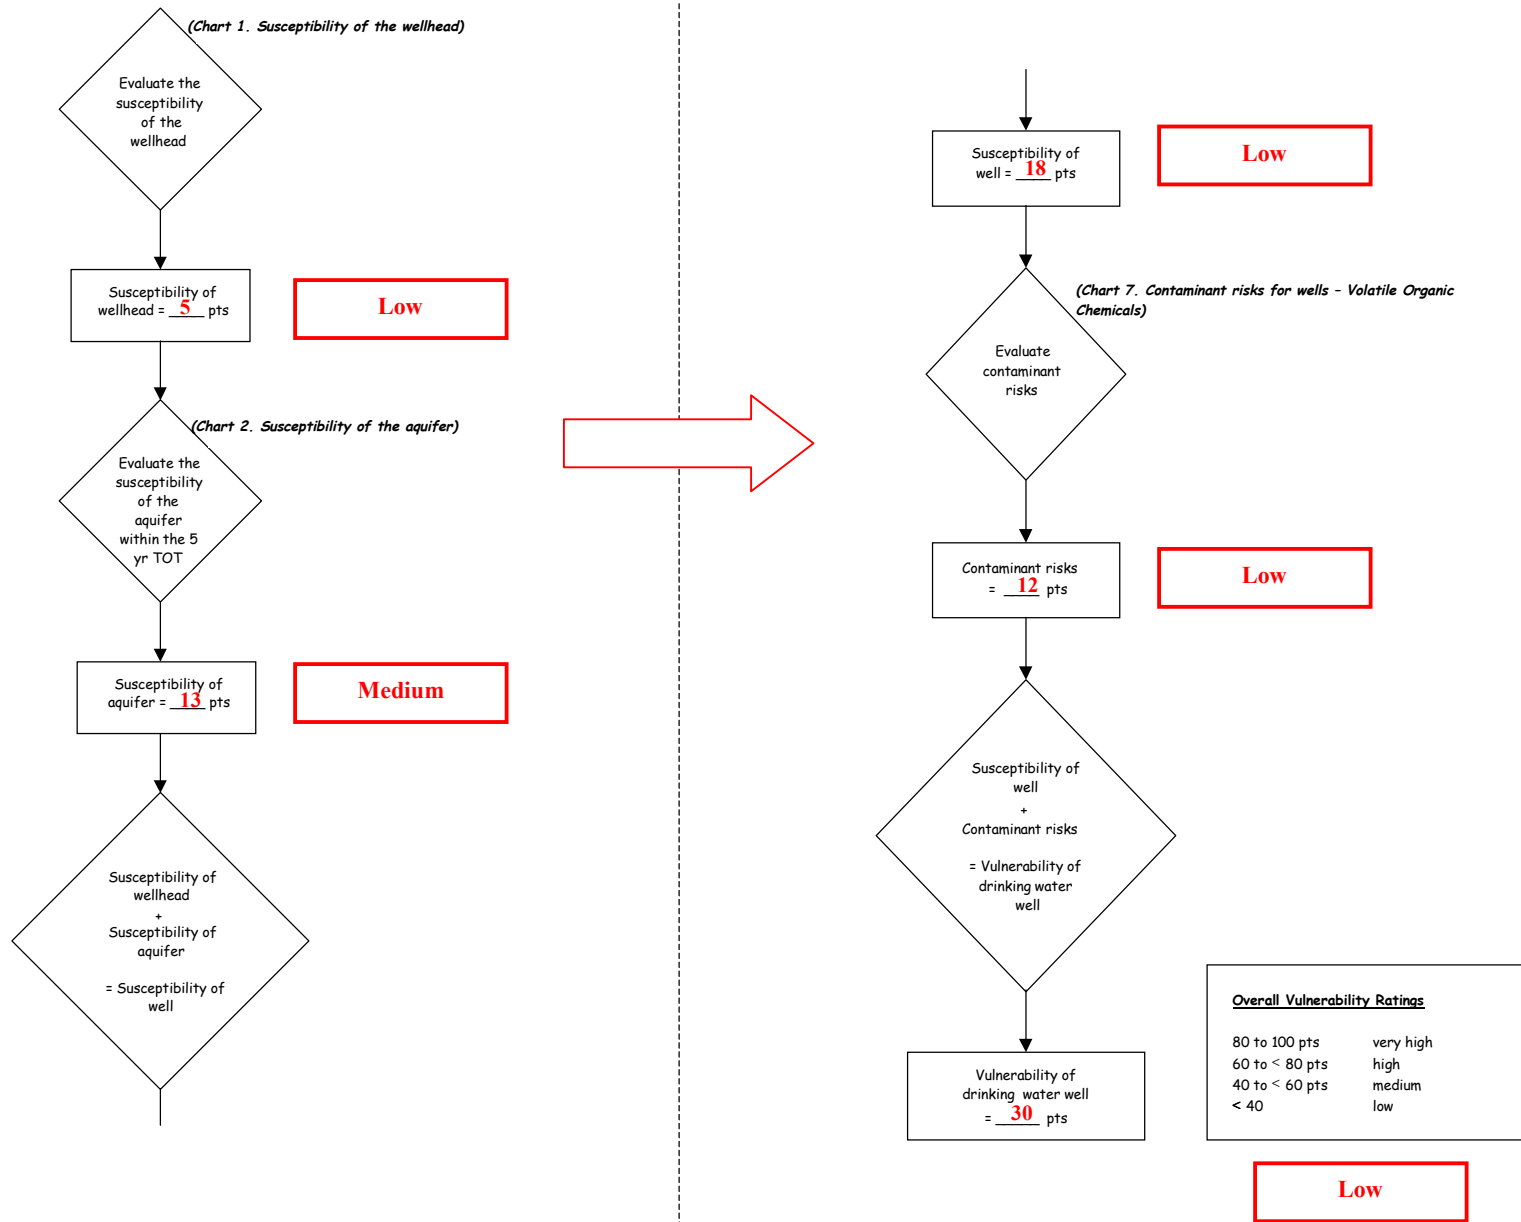 (Chart 1. Susceptibility of the wellhead)
Evaluate the
susceptibility
of the
wellhead
Susceptibility of
wellhead = 5 pts
Low
(Chart 2. Susceptibility of the aquifer)
Evaluate the
susceptibility
of the
aquifer
within the 5
yr TOT
Susceptibility of
aquifer = 13 pts
Medium
Susceptibility of
wellhead
+
Susceptibility of
aquifer
= Susceptibility of
well
Susceptibility of
well = 18 pts
Low
(Chart 7. Contaminant risks for wells – Volatile Organic
Chemicals)
Evaluate
contaminant
risks
Contaminant risks
= 12 pts
Low
Susceptibility of
well
+
Contaminant risks
= Vulnerability of
drinking water
well
Vulnerability of
drinking water well
= 30 pts
Overall Vulnerability Ratings
80 to 100 pts very high
60 to < 80 pts high
40 to < 60 pts medium
< 40 low
Low